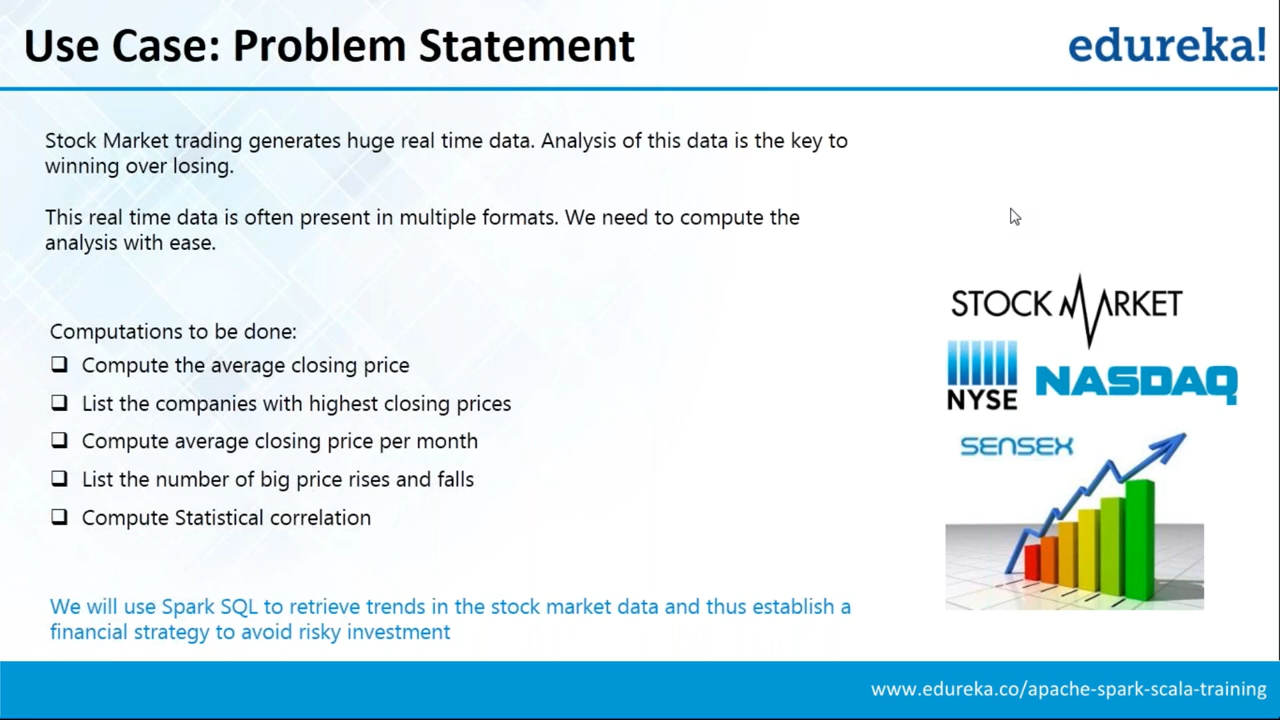 Use Case: Problem Statement
edureka!
Stock Market trading generates huge real time data. Analysis of this data is the key to
winning over losing.
This real time data is often present in multiple formats. We need to compute the
analysis with ease.
Computations to be done:
Compute the average closing price
List the companies with highest closing prices
Compute average closing price per month
List the number of big price rises and falls
Compute Statistical correlation
STOCK MARKET
NYSE
NASDAQ
SENSEX
We will use Spark SQL to retrieve trends in the stock market data and thus establish a
financial strategy to avoid risky investment
www.edureka.co/apache-spark-scala-training